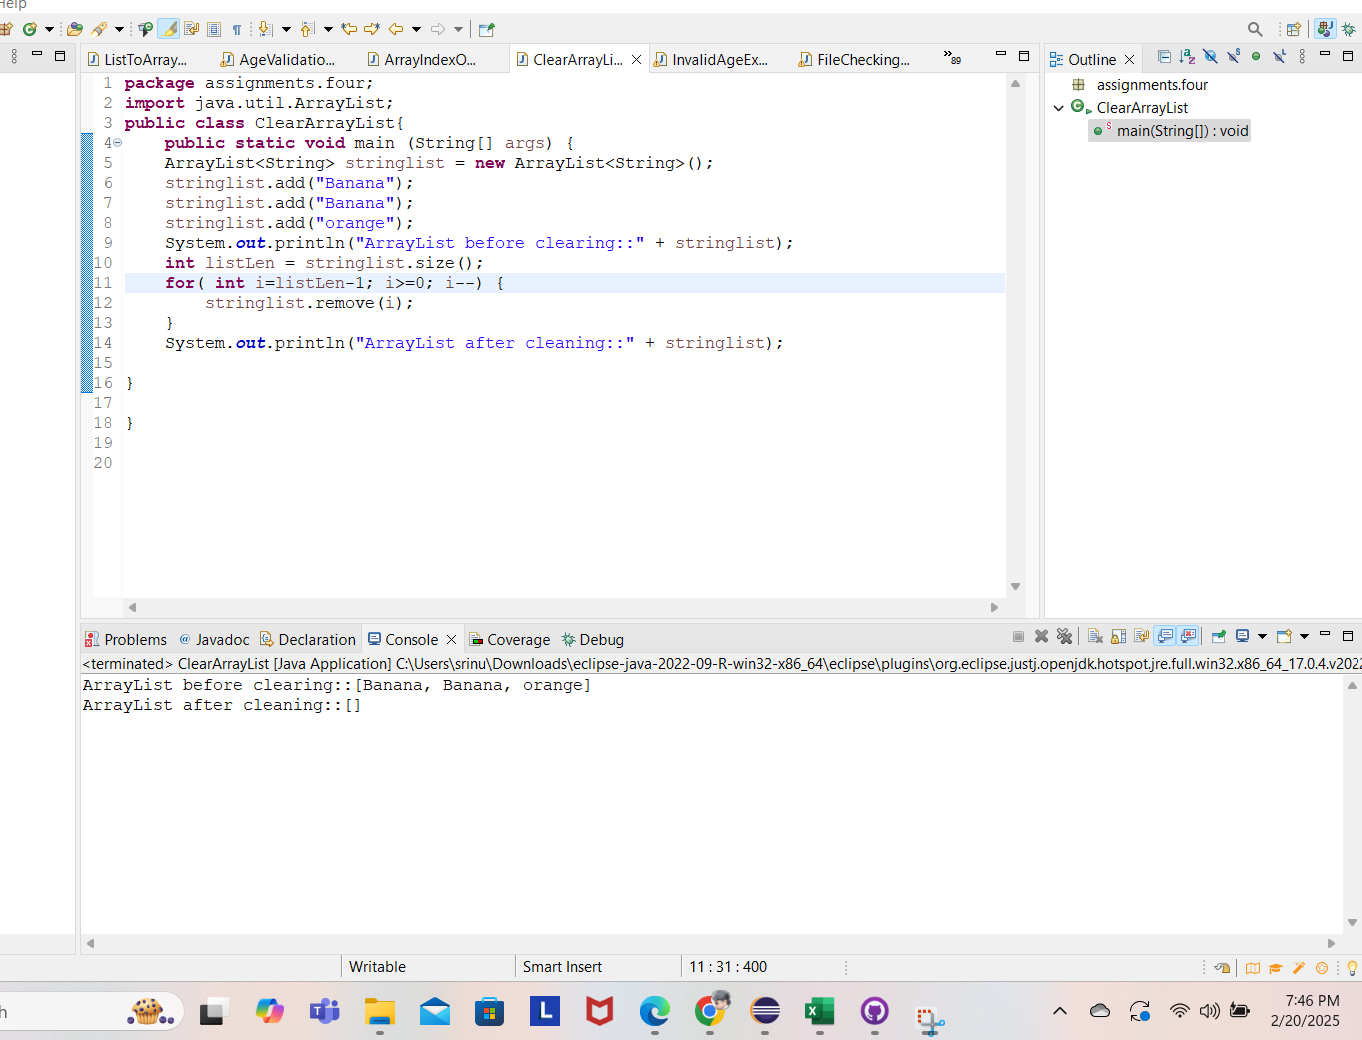 Help
ListToArray...
AgeValidatio...
ArrayIndexO...
ClearArrayLi...
InvalidAgeEx...
FileChecking...
»89
Outline
1 package assignments.four;
2 import java.util.ArrayList;
3 public class ClearArrayList{
4 public static void main (String[] args) {
5 ArrayList<String> stringlist = new ArrayList<String>();
6 stringlist.add("Banana");
7 stringlist.add("Banana");
8 stringlist.add("orange");
9 System.out.println("ArrayList before clearing::" + stringlist);
10 int listLen = stringlist.size();
11 for( int i=listLen-1; i>=0; i--) {
12 stringlist.remove(i);
13 }
14 System.out.println("ArrayList after cleaning::" + stringlist);
15
16 }
17
18 }
19
20
assignments.four
ClearArrayList
main(String[]) : void
Problems
@ Javadoc
Declaration
Console
Coverage
Debug
<terminated> ClearArrayList [Java Application] C:\Users\srinu\Downloads\eclipse-java-2022-09-R-win32-x86_64\eclipse\plugins\org.eclipse.justj.openjdk.hotspot.jre.full.win32.x86_64_17.0.4.v2022
ArrayList before clearing::[Banana, Banana, orange]
ArrayList after cleaning::[]
Writable
Smart Insert
11 : 31 : 400
h
7:46 PM
2/20/2025